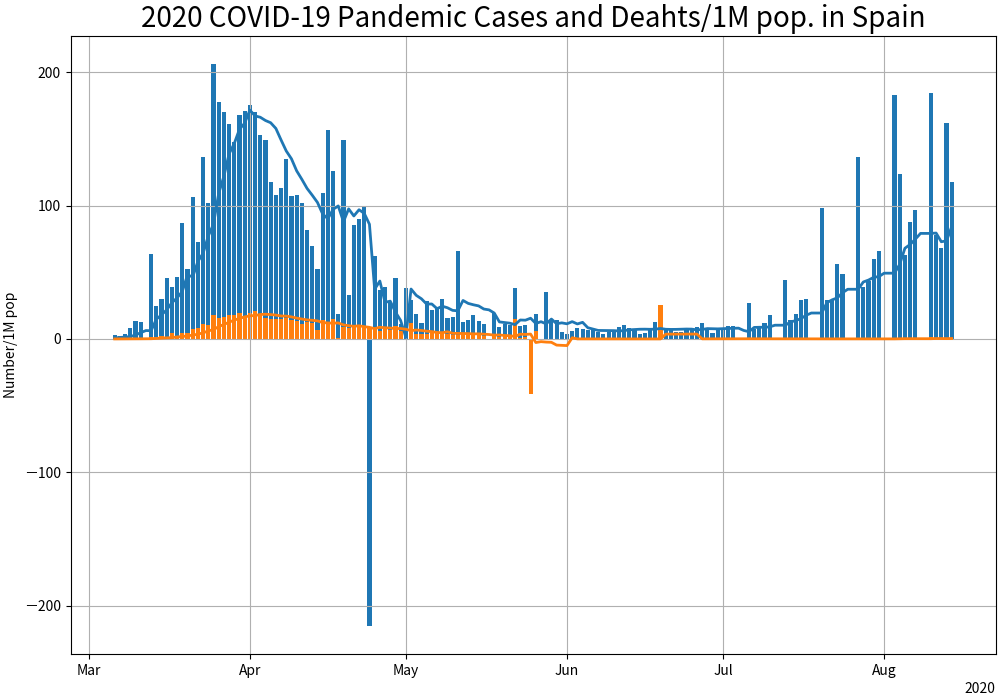 2020 COVID-19 Pandemic Cases and Deahts/1M pop. in Spain
Number/1M pop
200
100
0
−100
−200
Mar Apr May Jun Jul Aug
2020